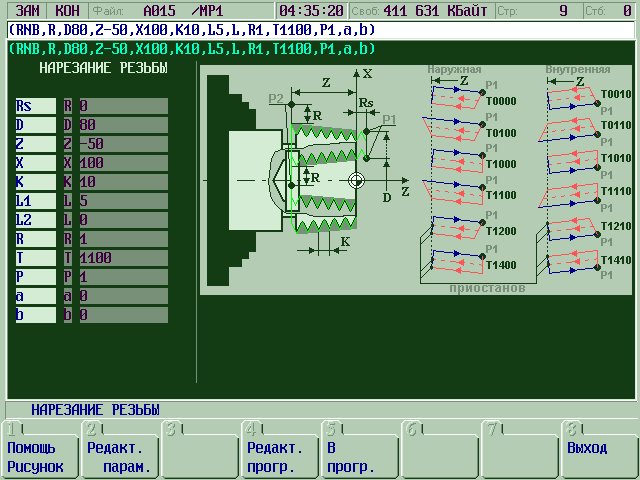 ЗАМ КОН Файл: A015 /MP1 04:35:20 Своб: 411 631 КБайт Стр: 9 Стб: 0
(RNB,R,D80,Z-50,X100,K10,L5,L,R1,T1100,P1,a,b)
(RNB,R,D80,Z-50,X100,K10,L5,L,R1,T1100,P1,a,b)
НАРЕЗАНИЕ РЕЗЬБЫ
Rs R 0
D D 80
Z Z -50
X X 100
K K 10
L1 L 5
L2 L 0
R R 1
T T 1100
P P 1
a a 0
b b 0
X
Z
P2
Rs
R
P1
R
Z
D
K
Наружная
Z
P1
T0000
P1
T0100
P1
T1000
P1
T1100
P1
T1200
P1
T1400
Внутренняя
Z
T0010
P1
T0110
P1
T1010
P1
T1110
P1
T1210
P1
T1410
P1
приостанов
НАРЕЗАНИЕ РЕЗЬБЫ
1 Помощь Рисунок
2 Редакт. парам.
3
4 Редакт. прогр.
5 В прогр.
6
7
8 Выход